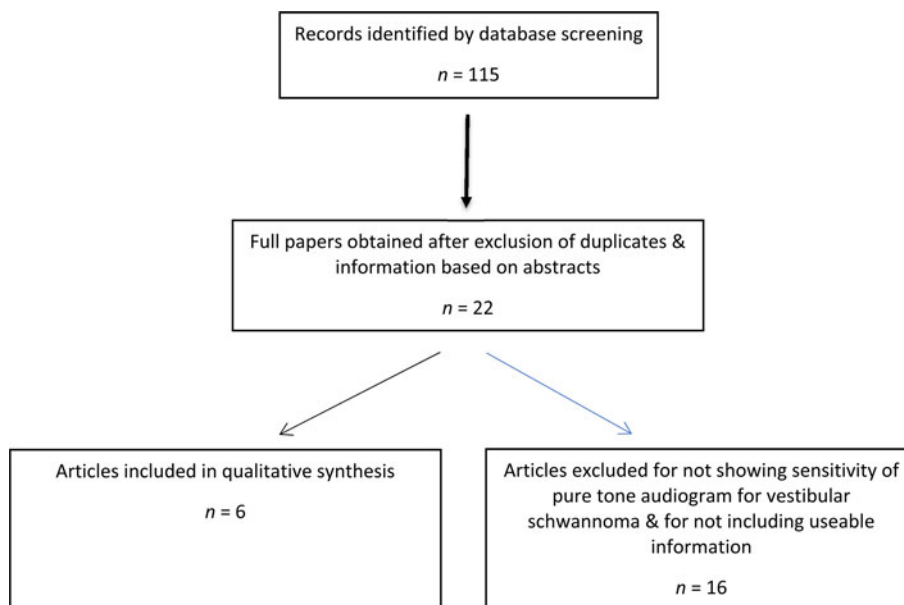 Records identified by database screening
n = 115
Full papers obtained after exclusion of duplicates &
information based on abstracts
n = 22
Articles included in qualitative synthesis
n = 6
Articles excluded for not showing sensitivity of
pure tone audiogram for vestibular
schwannoma & for not including useable
information
n = 16